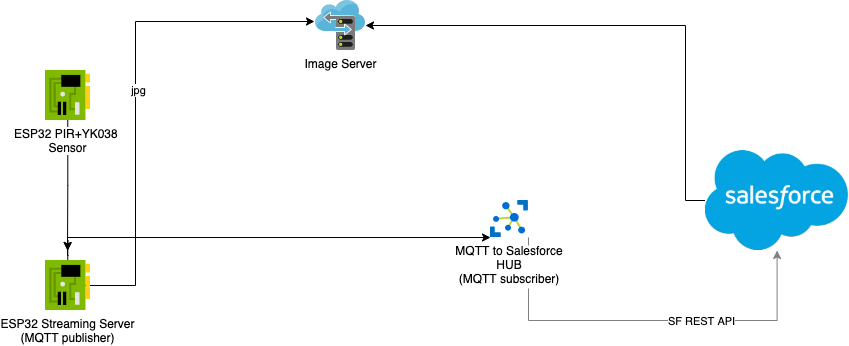 Image Server
jpg
ESP32 PIR+YK038
Sensor
salesforce
MQTT to Salesforce
HUB
(MQTT subscriber)
ESP32 Streaming Server
(MQTT publisher)
SF REST API